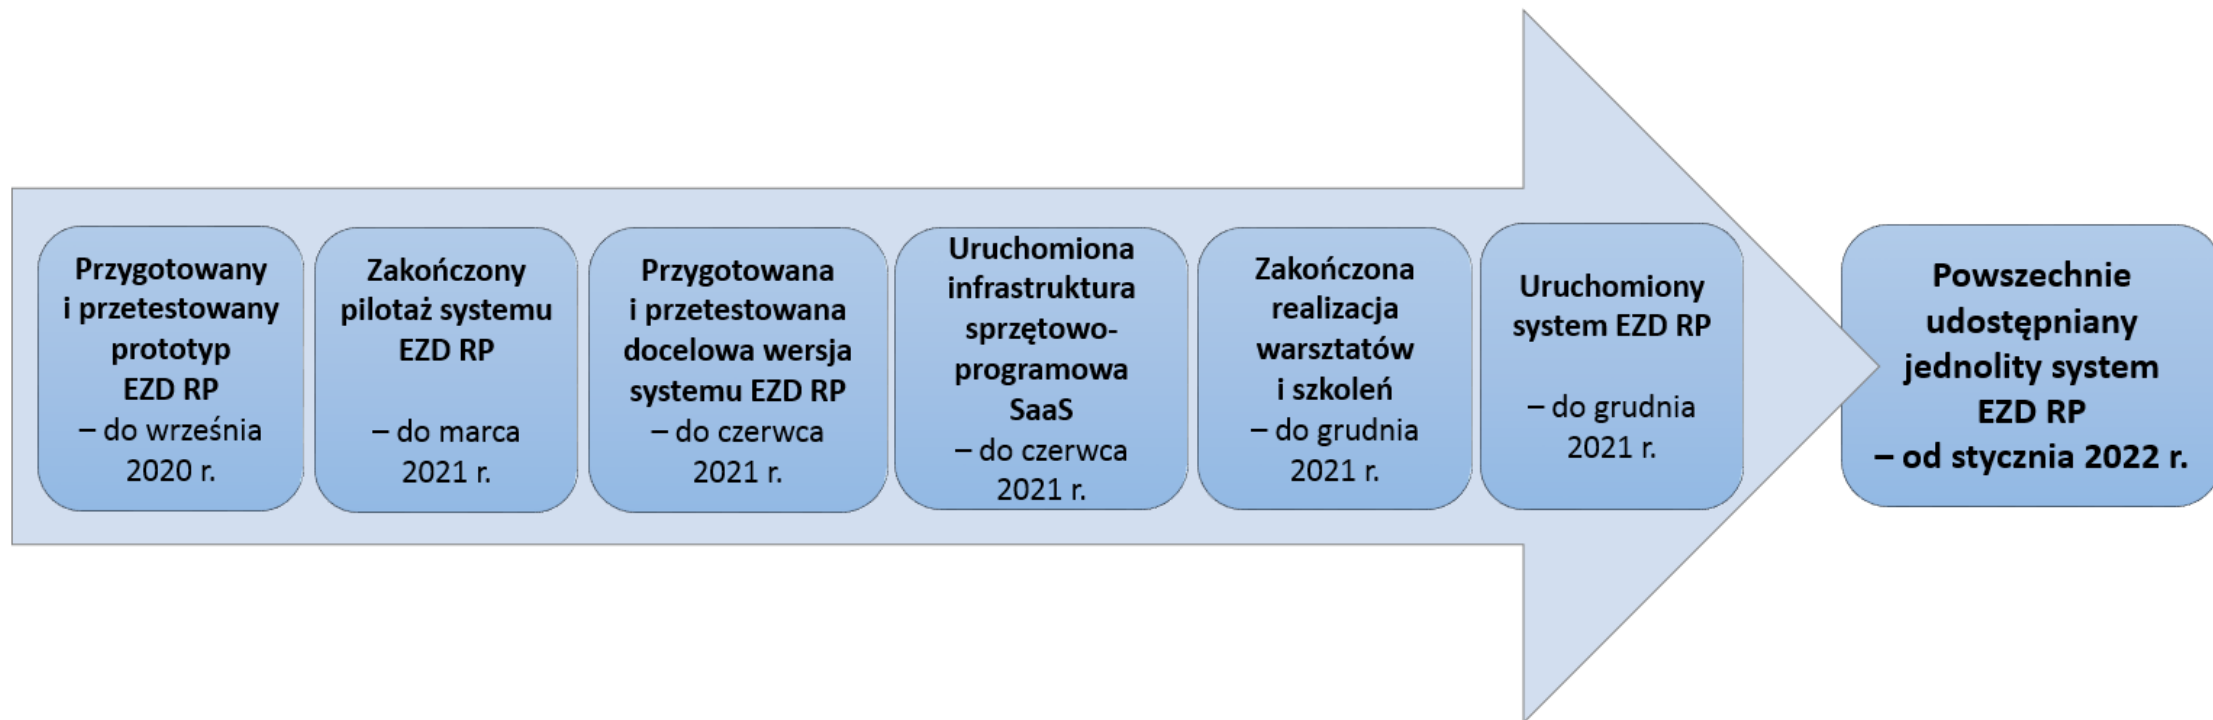 Przygotowany
i przetestowany
prototyp
EZD RP
– do września
2020 r.
Zakończony
pilotaż systemu
EZD RP
– do marca
2021 r.
Przygotowana
i przetestowana
docelowa wersja
systemu EZD RP
– do czerwca
2021 r.
Uruchomiona
infrastruktura
sprzętowo-
programowa
SaaS
– do czerwca
2021 r.
Zakończona
realizacja
warsztatów
i szkoleń
– do grudnia
2021 r.
Uruchomiony
system EZD RP
– do grudnia
2021 r.
Powszechnie
udostępniany
jednolity system
EZD RP
– od stycznia 2022 r.